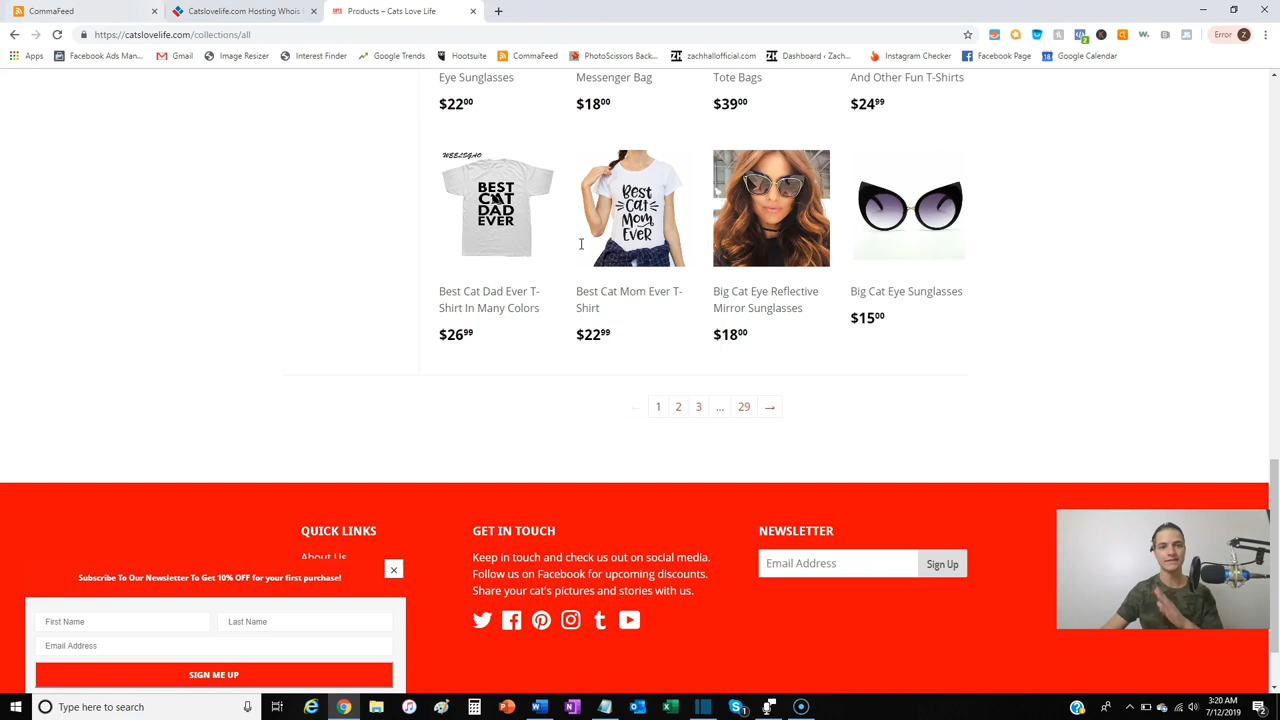 CommaFeed
Catslovelife.com Hosting Whois
Products – Cats Love Life
https://catslovelife.com/collections/all
Error Z
Apps
Facebook Ads Man...
Gmail
Image Resizer
Interest Finder
Google Trends
Hootsuite
CommaFeed
PhotoScissors Back...
zachhallofficial.com
Dashboard ‹ Zach...
Instagram Checker
Facebook Page
Google Calendar
Eye Sunglasses
$22.00
Messenger Bag
$18.00
Tote Bags
$39.00
And Other Fun T-Shirts
$24.99
WEELSGAO
BEST
CAT
DAD
EVER
Best
Cat
Mom
EVER
Best Cat Dad Ever T-
Shirt In Many Colors
$26.99
Best Cat Mom Ever T-
Shirt
$22.99
Big Cat Eye Reflective
Mirror Sunglasses
$18.00
Big Cat Eye Sunglasses
$15.00
← 1 2 3 ... 29 →
QUICK LINKS
About Us
GET IN TOUCH
Keep in touch and check us out on social media.
Follow us on Facebook for upcoming discounts.
Share your cat's pictures and stories with us.
NEWSLETTER
Email Address
Sign Up
Subscribe To Our Newsletter To Get 10% OFF for your first purchase!
First Name
Last Name
Email Address
SIGN ME UP
Type here to search
3:20 AM
7/12/2019